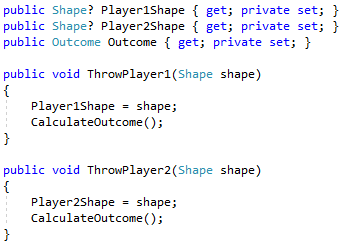 public Shape? Player1Shape { get; private set; }
public Shape? Player2Shape { get; private set; }
public Outcome Outcome { get; private set; }

public void ThrowPlayer1(Shape shape)
{
    Player1Shape = shape;
    CalculateOutcome();
}

public void ThrowPlayer2(Shape shape)
{
    Player2Shape = shape;
    CalculateOutcome();
}